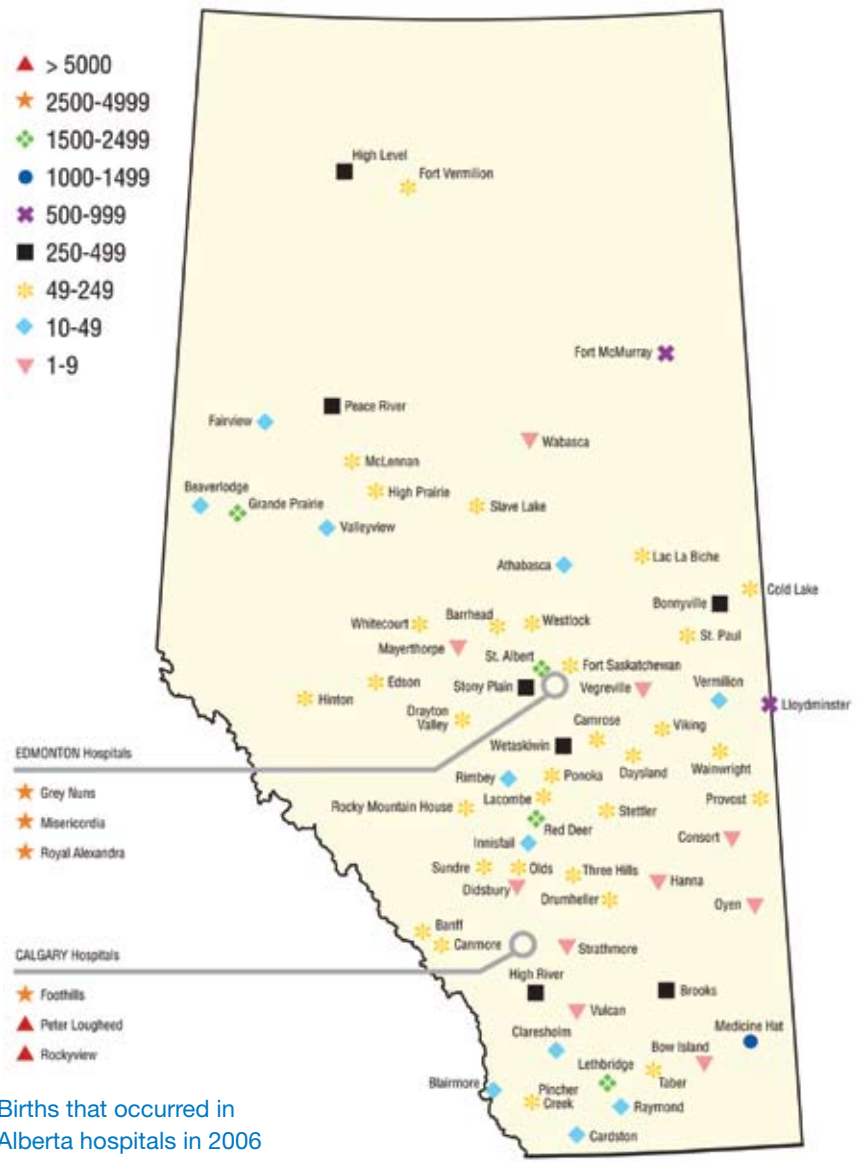 > 5000
2500-4999
1500-2499
1000-1499
500-999
250-499
49-249
10-49
1-9
High Level
Fort Vermilion
Fort McMurray
Peace River
Fairview
Wabasca
McLennan
High Prairie
Beaverlodge
Grande Prairie
Slave Lake
Valleyview
Athabasca
Lac La Biche
Cold Lake
Bonnyville
Whitecourt
Barrhead
Westlock
St. Paul
Mayerthorpe
St. Albert
Fort Saskatchewan
Edson
Stony Plain
Vegreville
Vermillion
Hinton
Lloydminster
Drayton
Valley
Camrose
Viking
Wetaskiwin
Daysland
Wainwright
EDMONTON Hospitals
Grey Nuns
Misericordia
Royal Alexandra
Rimbey
Ponoka
Lacombe
Rocky Mountain House
Stettler
Provost
Red Deer
Innisfail
Consort
Sundre
Olds
Three Hills
Didsbury
Hanna
Drumheller
Oyen
Banff
Canmore
Strathmore
CALGARY Hospitals
Foothills
Peter Lougheed
Rockyview
High River
Brooks
Vulcan
Claresholm
Medicine Hat
Bow Island
Lethbridge
Taber
Blairmore
Pincher
Creek
Raymond
Cardston
Births that occurred in
Alberta hospitals in 2006